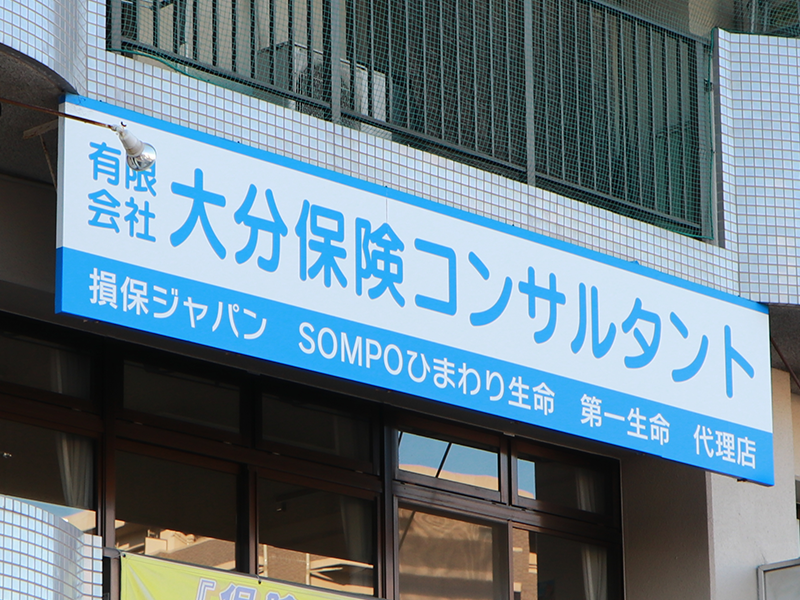 有限会社 大分保険コンサルタント
損保ジャパン SOMPOひまわり生命 第一生命 代理店
『保険